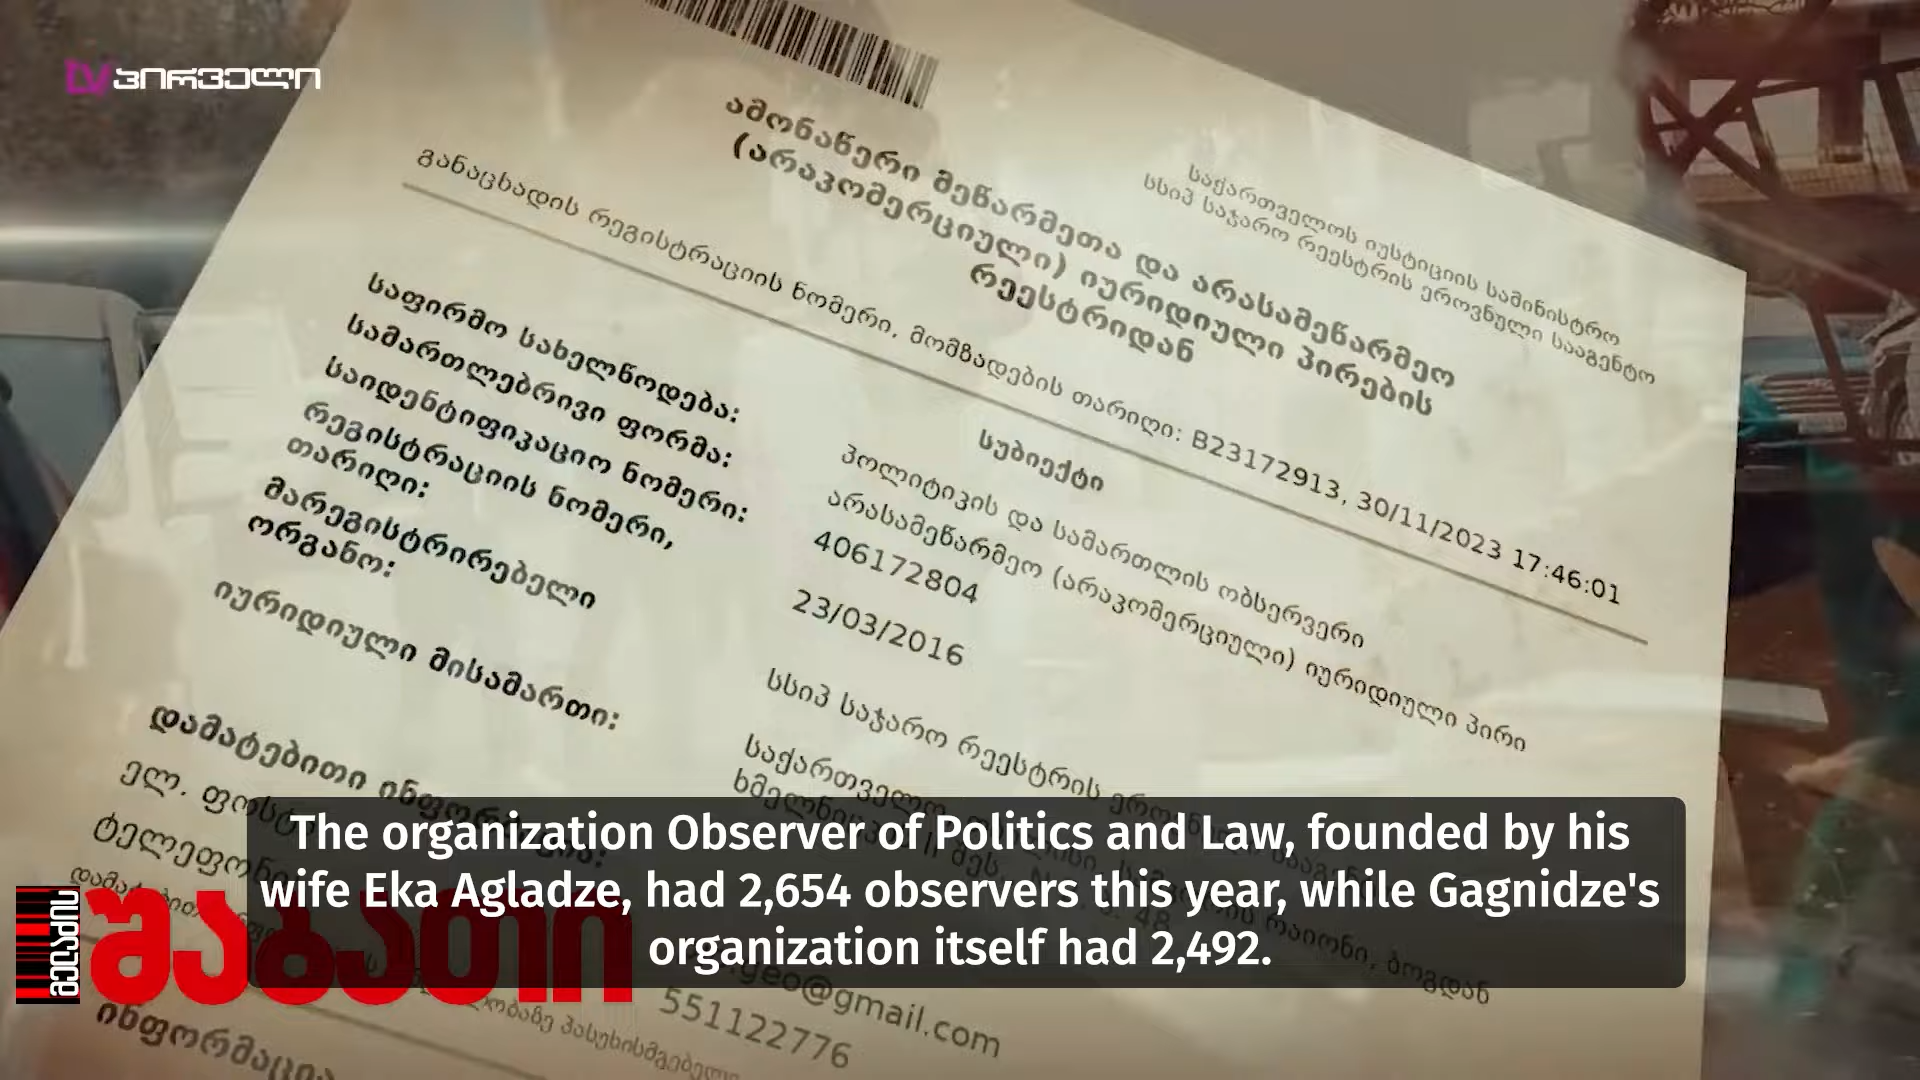 tv პირველი
საქართველოს იუსტიციის სამინისტრო
სსიპ საჯარო რეესტრის ეროვნული სააგენტო
ამონაწერი მეწარმეთა და არასამეწარმეო
(არაკომერციული) იურიდიული პირების
რეესტრიდან
განაცხადის რეგისტრაციის ნომერი, მომზადების თარიღი: B23172913, 30/11/2023 17:46:01
სუბიექტი
საფირმო სახელწოდება:
პოლიტიკის და სამართლის ობსერვერი
სამართლებრივი ფორმა:
არასამეწარმეო (არაკომერციული) იურიდიული პირი
საიდენტიფიკაციო ნომერი:
406172804
რეგისტრაციის ნომერი,
თარიღი:
23/03/2016
მარეგისტრირებელი
ორგანო:
სსიპ საჯარო რეესტრის
იურიდიული მისამართი:
საქართველო
რაიონი, ბოგდან
დამატებითი ინფორმაცია:
ელ. ფოსტა
geo@gmail.com
551122776
ინფორმაცია
The organization Observer of Politics and Law, founded by his
wife Eka Agladze, had 2,654 observers this year, while Gagnidze's
organization itself had 2,492.
მელაძის
შაბათი